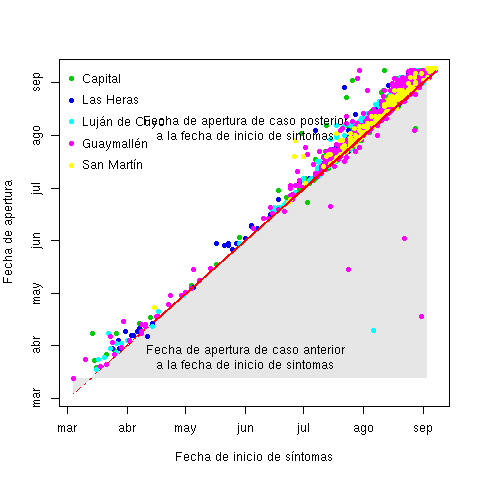 Capital
Las Heras
Luján de Cuyo
Guaymallén
San Martín
Fecha de apertura de caso posterior
a la fecha de inicio de sintomas
Fecha de apertura de caso anterior
a la fecha de inicio de sintomas
sep
ago
jul
jun
may
abr
mar
Fecha de apertura
mar abr may jun jul ago sep
Fecha de inicio de síntomas